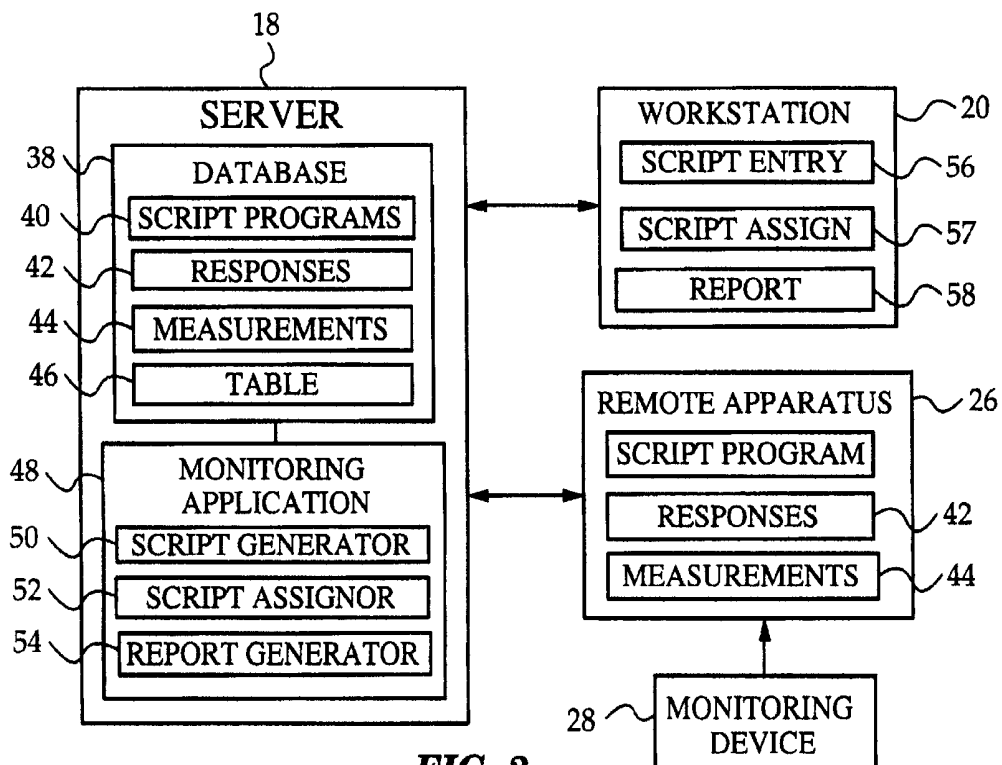 18
SERVER
38
DATABASE
40
SCRIPT PROGRAMS
42
RESPONSES
44
MEASUREMENTS
46
TABLE
48
MONITORING
APPLICATION
50
SCRIPT GENERATOR
52
SCRIPT ASSIGNOR
54
REPORT GENERATOR
WORKSTATION
20
SCRIPT ENTRY
56
SCRIPT ASSIGN
57
REPORT
58
REMOTE APPARATUS
26
SCRIPT PROGRAM
RESPONSES
42
MEASUREMENTS
44
28
MONITORING
DEVICE
FIG.